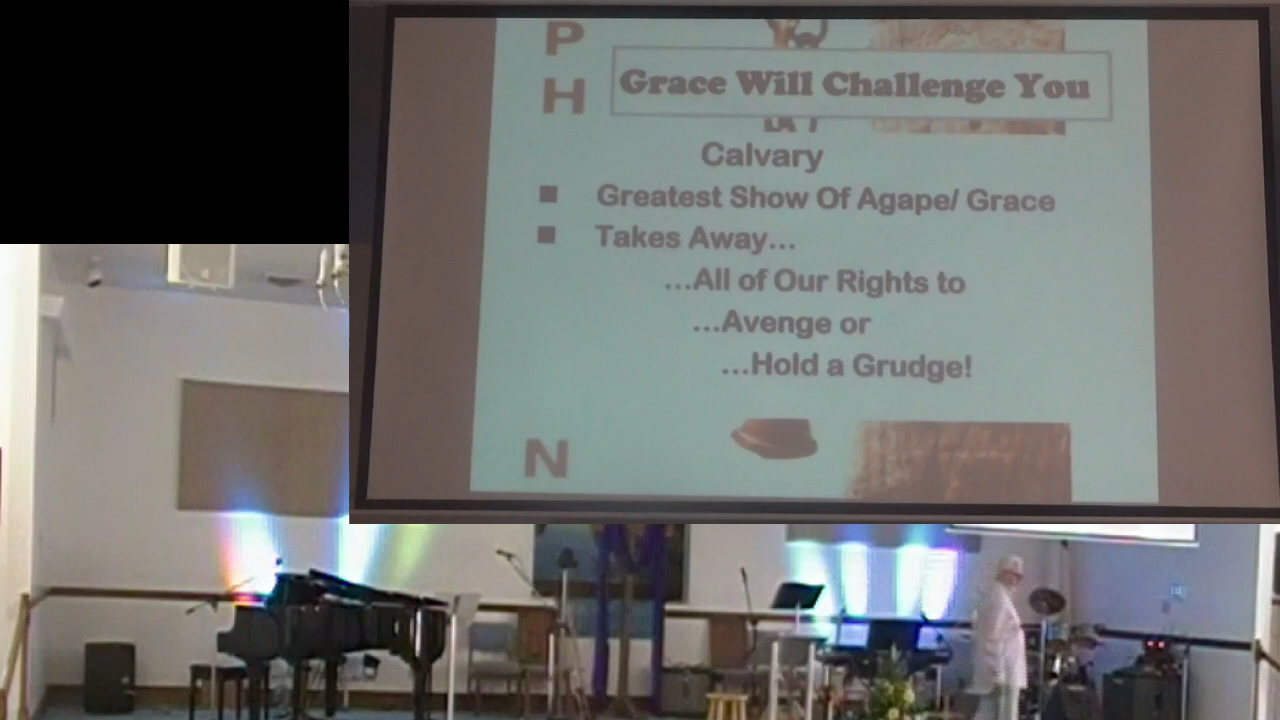 P
H
Grace Will Challenge You
Calvary
■ Greatest Show Of Agape/ Grace
■ Takes Away...
...All of Our Rights to
...Avenge or
...Hold a Grudge!
N